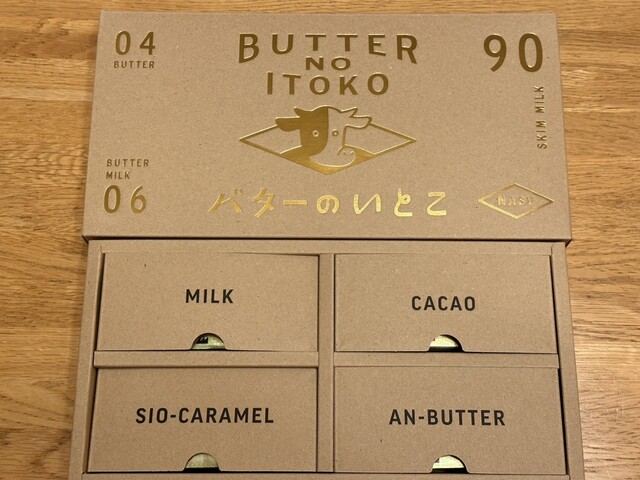 04
BUTTER
BUTTER
NO
ITOKO
90
SKIM MILK
BUTTER
MILK
06
バターのいとこ
NASU
MILK
CACAO
SIO-CARAMEL
AN-BUTTER